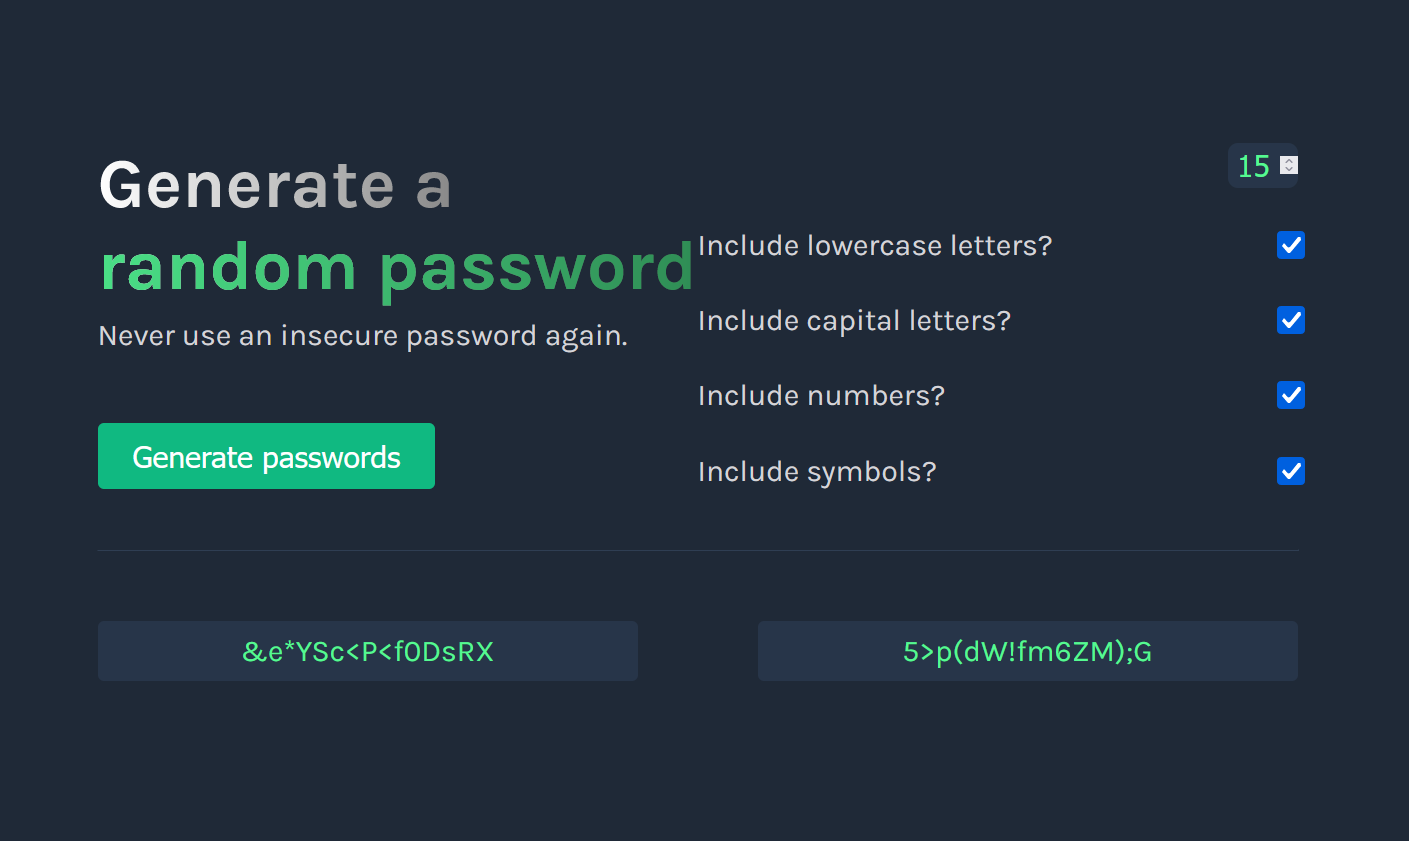 Generate a
random password
Never use an insecure password again.
Generate passwords
15
Include lowercase letters?
Include capital letters?
Include numbers?
Include symbols?
&e*YSc<P<f0DsRX
5>p(dW!fm6ZM);G